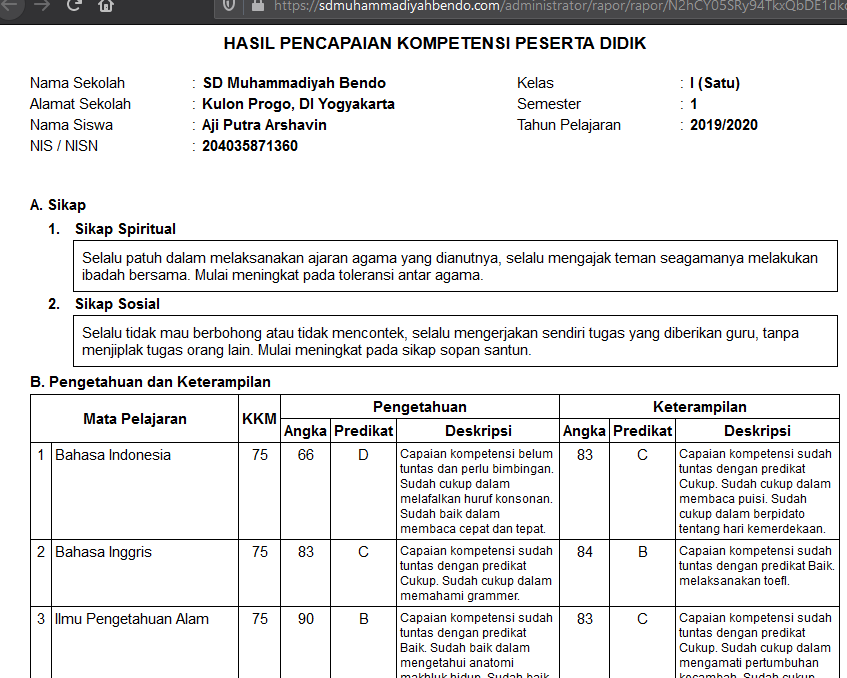 https://sdmuhammadiyahbendo.com/administrator/rapor/rapor/
HASIL PENCAPAIAN KOMPETENSI PESERTA DIDIK
Nama Sekolah : SD Muhammadiyah Bendo Kelas : I (Satu)
Alamat Sekolah : Kulon Progo, DI Yogyakarta Semester : 1
Nama Siswa : Aji Putra Arshavin Tahun Pelajaran : 2019/2020
NIS / NISN : 204035871360
A. Sikap
1. Sikap Spiritual
Selalu patuh dalam melaksanakan ajaran agama yang dianutnya, selalu mengajak teman seagamanya melakukan
ibadah bersama. Mulai meningkat pada toleransi antar agama.
2. Sikap Sosial
Selalu tidak mau berbohong atau tidak mencontek, selalu mengerjakan sendiri tugas yang diberikan guru, tanpa
menjiplak tugas orang lain. Mulai meningkat pada sikap sopan santun.
B. Pengetahuan dan Keterampilan
Mata Pelajaran KKM Pengetahuan Keterampilan
Angka Predikat Deskripsi Angka Predikat Deskripsi
1 Bahasa Indonesia 75 66 D
Capaian kompetensi belum
tuntas dan perlu bimbingan.
Sudah cukup dalam
melafalkan huruf konsonan.
Sudah baik dalam
membaca cepat dan tepat.
83 C
Capaian kompetensi sudah
tuntas dengan predikat
Cukup. Sudah cukup dalam
membaca puisi. Sudah
cukup dalam berpidato
tentang hari kemerdekaan.
2 Bahasa Inggris 75 83 C
Capaian kompetensi sudah
tuntas dengan predikat
Cukup. Sudah cukup dalam
memahami grammer.
84 B
Capaian kompetensi sudah
tuntas dengan predikat Baik.
melaksanakan toefl.
3 Ilmu Pengetahuan Alam 75 90 B
Capaian kompetensi sudah
tuntas dengan predikat
Baik. Sudah baik dalam
mengetahui anatomi
makhluk hidup. Sudah baik
83 C
Capaian kompetensi sudah
tuntas dengan predikat
Cukup. Sudah cukup dalam
mengamati pertumbuhan
kecambah. Sudah cukup